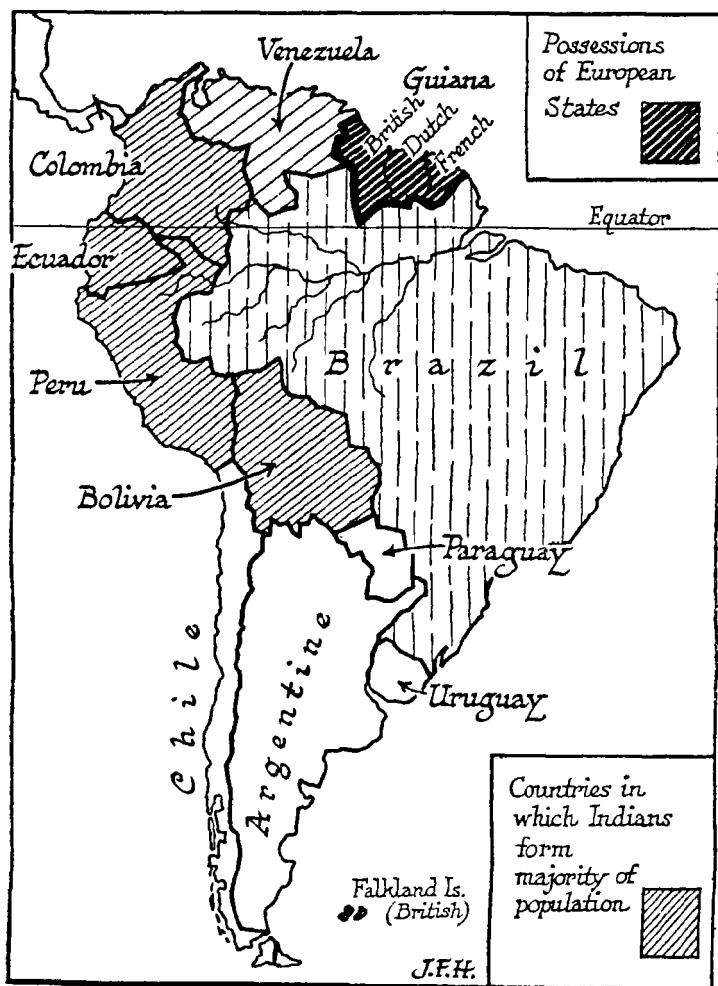 Venezuela
Possessions
of European
States
Guiana
British
Dutch
French
Colombia
Equator
Ecuador
Brazil
Peru
Bolivia
Paraguay
Chile
Argentine
Uruguay
Countries in
which Indians
form
majority of
population
Falkland Is.
(British)
J.F.H.